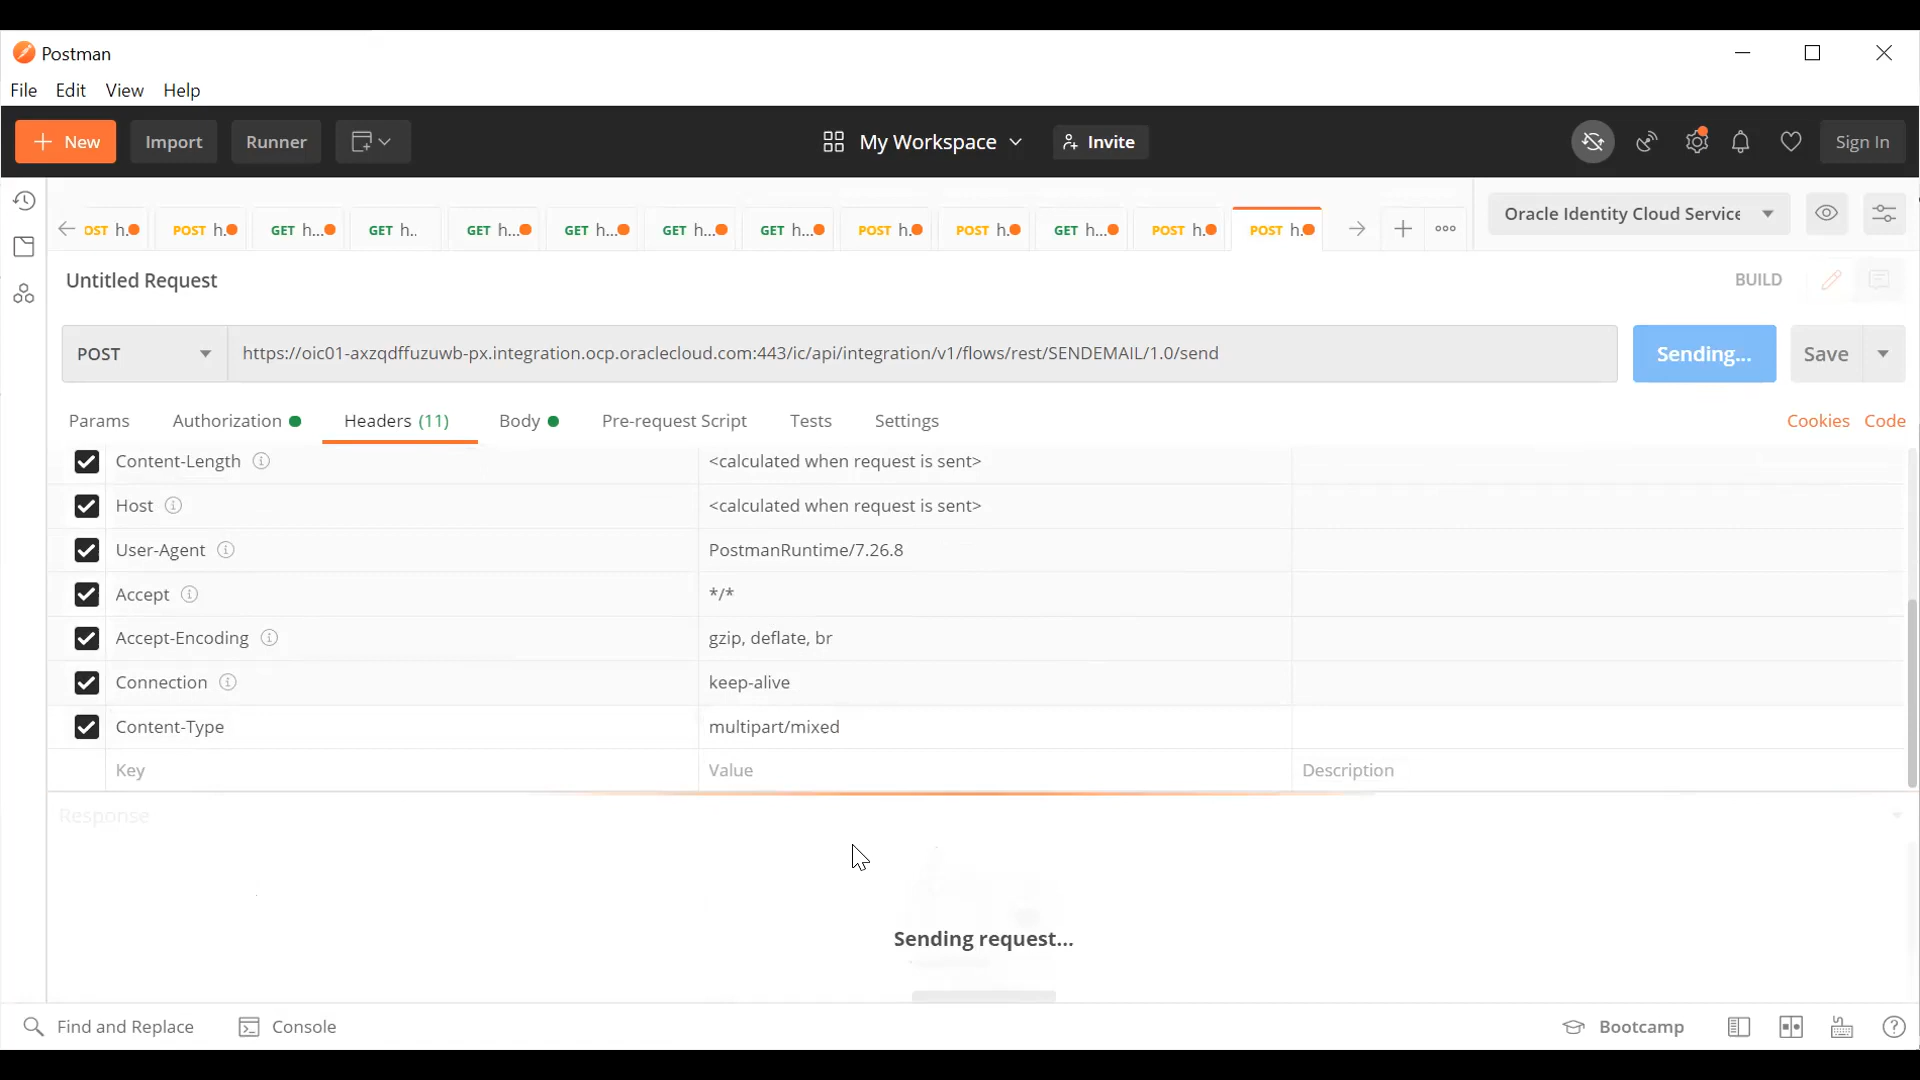 Postman
File Edit View Help
New Import Runner My Workspace Invite Sign In
OST h. POST h. GET h... GET h.. GET h... GET h... GET h... GET h... POST h. POST h. GET h... POST h. POST h. Oracle Identity Cloud Service
Untitled Request BUILD
POST https://oic01-axzqdffuzuwb-px.integration.ocp.oraclecloud.com:443/ic/api/integration/v1/flows/rest/SENDEMAIL/1.0/send Sending... Save
Params Authorization Headers (11) Body Pre-request Script Tests Settings Cookies Code
Content-Length <calculated when request is sent>
Host <calculated when request is sent>
User-Agent PostmanRuntime/7.26.8
Accept */*
Accept-Encoding gzip, deflate, br
Connection keep-alive
Content-Type multipart/mixed
Key Value Description
Response
Sending request...
Find and Replace Console Bootcamp